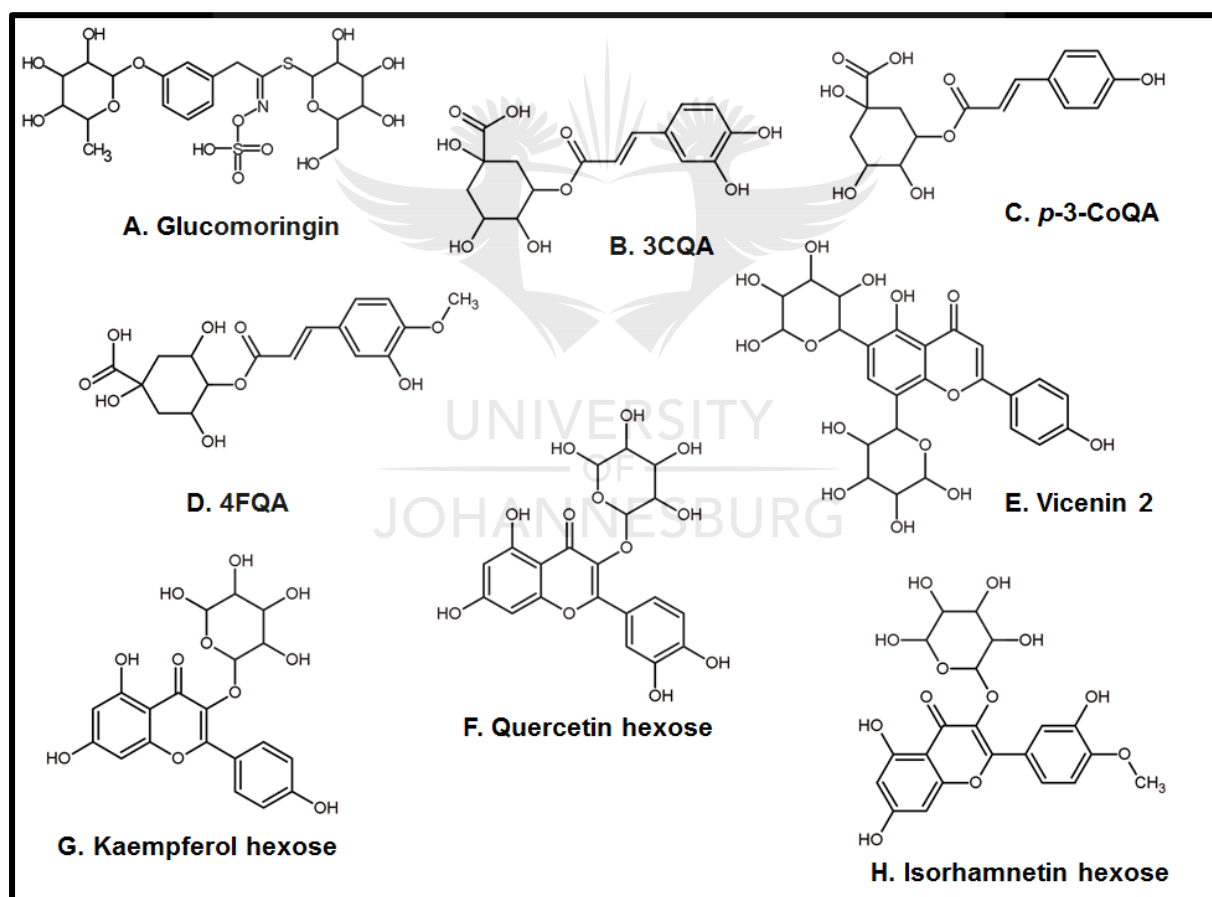 A. Glucomoringin
B. 3CQA
C. p-3-CoQA
D. 4FQA
E. Vicenin 2
F. Quercetin hexose
G. Kaempferol hexose
H. Isorhamnetin hexose
UNIVERSITY
OF
JOHANNESBURG